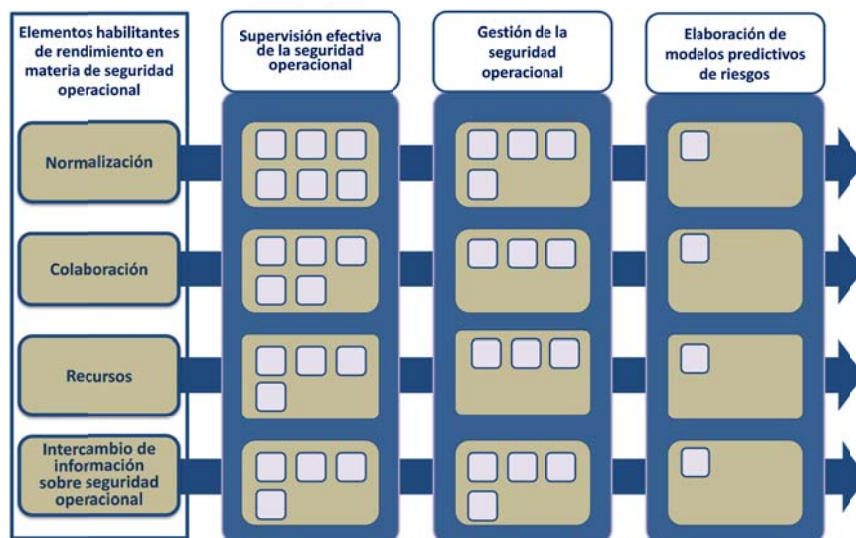 Elementos habilitantes
de rendimiento en
materia de seguridad
operacional
Supervisión efectiva
de la seguridad
operacional
Gestión de la
seguridad
operacional
Elaboración de
modelos predictivos
de riesgos
Normalización
Colaboración
Recursos
Intercambio de
información
sobre seguridad
operacional